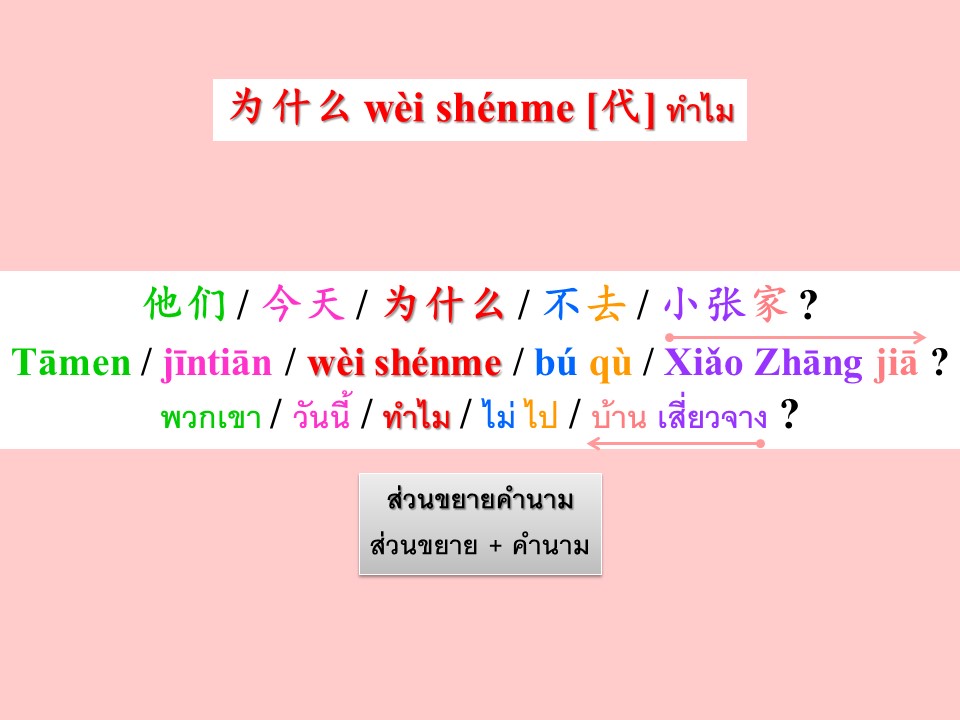 为什么 wèi shénme [代] ทำไม
他们 / 今天 / 为什么 / 不去 / 小张家 ?
Tāmen / jīntiān / wèi shénme / bú qù / Xiǎo Zhāng jiā ?
พวกเขา / วันนี้ / ทำไม / ไม่ ไป / บ้าน เสี่ยวจาง ?
ส่วนขยายคำนาม
ส่วนขยาย + คำนาม